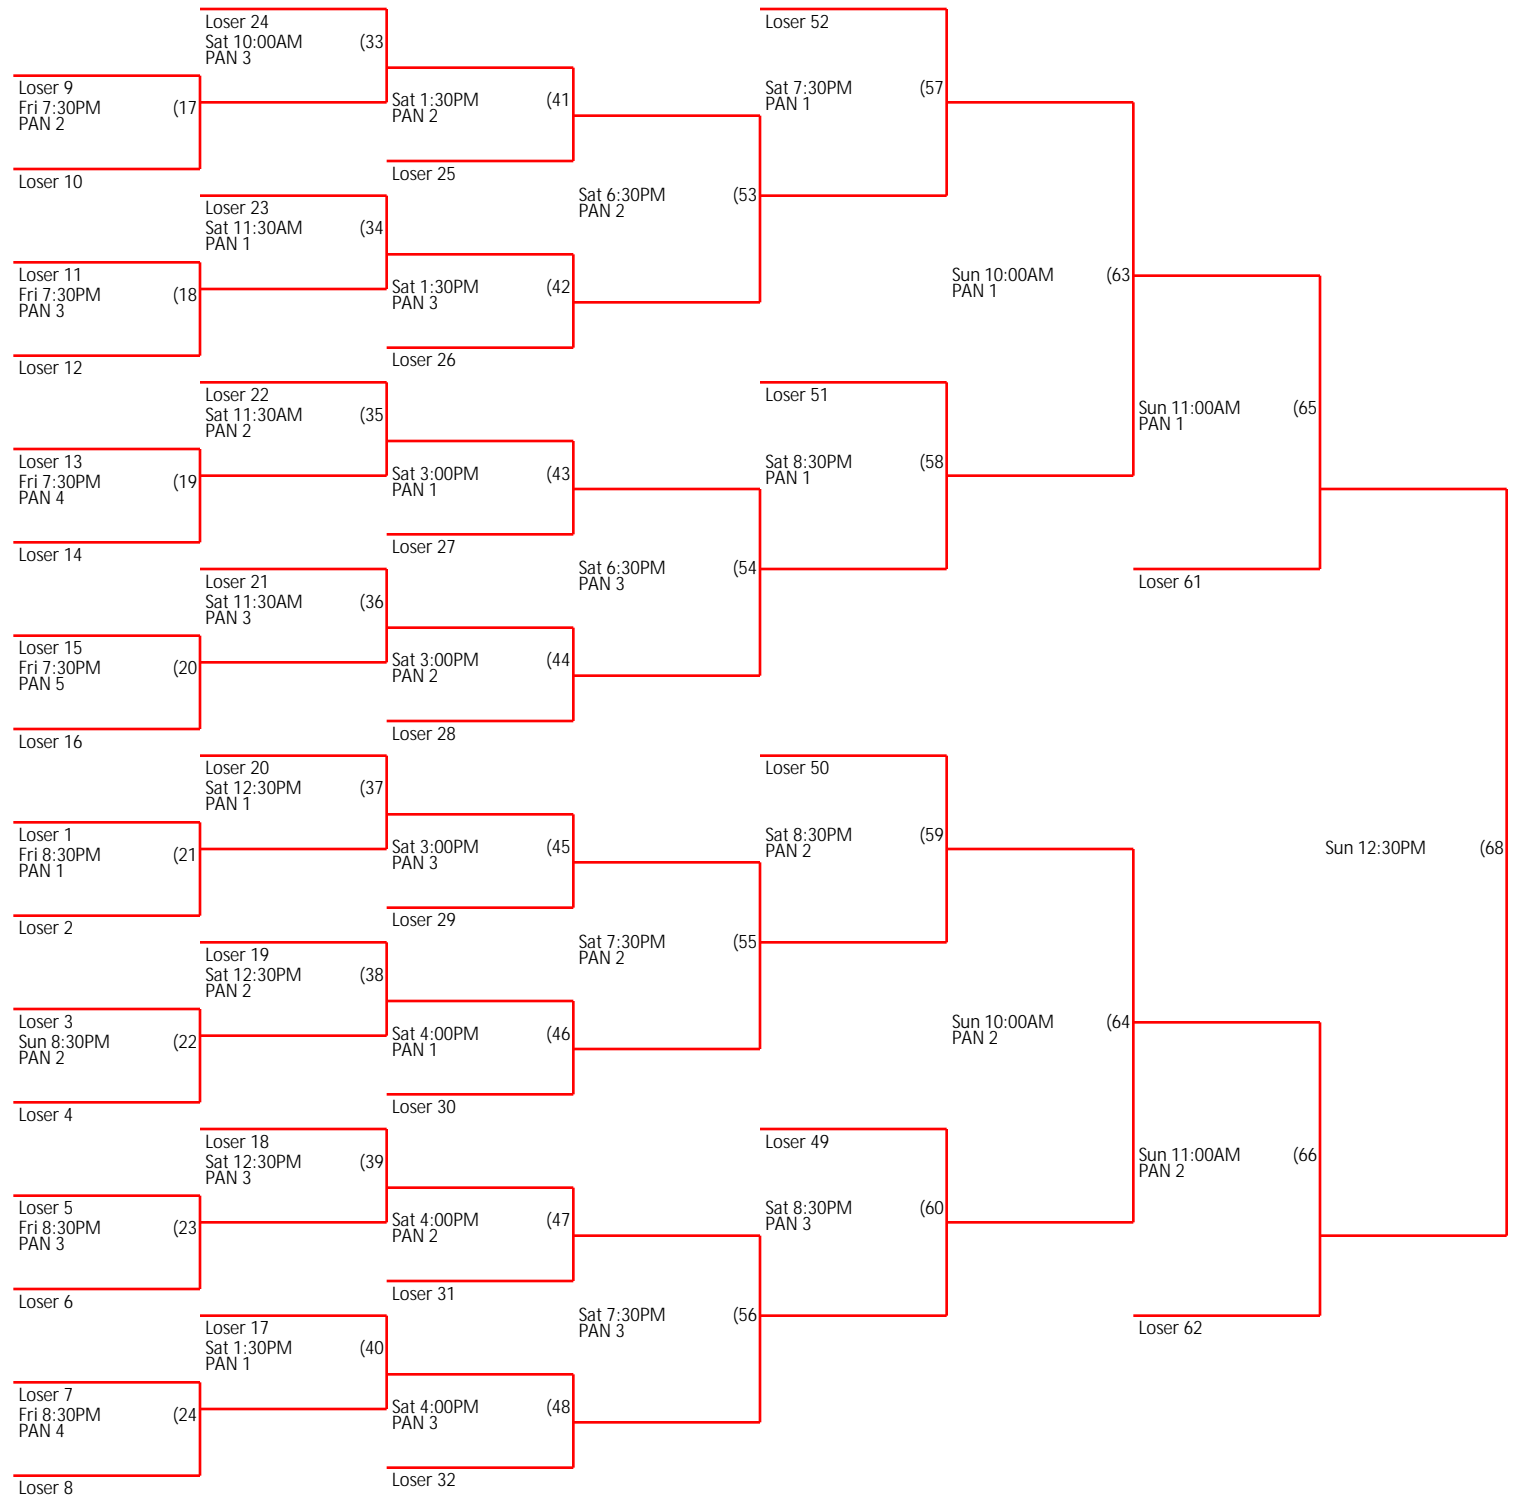 Loser 24
Sat 10:00AM (33
PAN 3
Loser 9
Fri 7:30PM (17
PAN 2
Loser 10
Loser 23
Sat 11:30AM (34
PAN 1
Loser 11
Fri 7:30PM (18
PAN 3
Loser 12
Loser 22
Sat 11:30AM (35
PAN 2
Loser 13
Fri 7:30PM (19
PAN 4
Loser 14
Loser 21
Sat 11:30AM (36
PAN 3
Loser 15
Fri 7:30PM (20
PAN 5
Loser 16
Loser 20
Sat 12:30PM (37
PAN 1
Loser 1
Fri 8:30PM (21
PAN 1
Loser 2
Loser 19
Sat 12:30PM (38
PAN 2
Loser 3
Sun 8:30PM (22
PAN 2
Loser 4
Loser 18
Sat 12:30PM (39
PAN 3
Loser 5
Fri 8:30PM (23
PAN 3
Loser 6
Loser 17
Sat 1:30PM (40
PAN 1
Loser 7
Fri 8:30PM (24
PAN 4
Loser 8
Sat 1:30PM (41
PAN 2
Loser 25
Sat 1:30PM (42
PAN 3
Loser 26
Sat 3:00PM (43
PAN 1
Loser 27
Sat 3:00PM (44
PAN 2
Loser 28
Sat 3:00PM (45
PAN 3
Loser 29
Sat 4:00PM (46
PAN 1
Loser 30
Sat 4:00PM (47
PAN 2
Loser 31
Sat 4:00PM (48
PAN 3
Loser 32
Sat 6:30PM (53
PAN 2
Sat 6:30PM (54
PAN 3
Sat 7:30PM (55
PAN 2
Sat 7:30PM (56
PAN 3
Loser 52
Sat 7:30PM (57
PAN 1
Loser 51
Sat 8:30PM (58
PAN 1
Loser 50
Sat 8:30PM (59
PAN 2
Loser 49
Sat 8:30PM (60
PAN 3
Sun 10:00AM (63
PAN 1
Sun 10:00AM (64
PAN 2
Sun 11:00AM (65
PAN 1
Loser 61
Sun 11:00AM (66
PAN 2
Loser 62
Sun 12:30PM (68